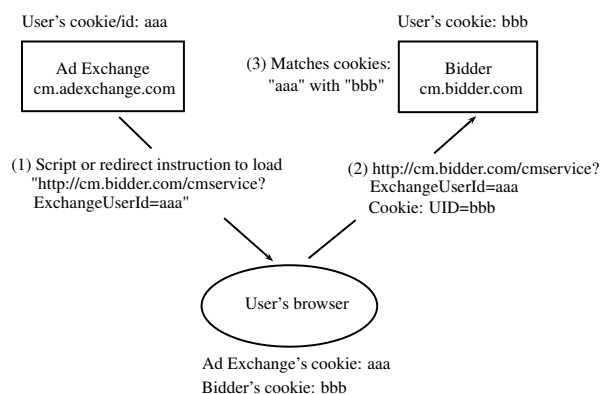 User's cookie/id: aaa
Ad Exchange
cm.adexchange.com
User's cookie: bbb
Bidder
cm.bidder.com
(3) Matches cookies:
"aaa" with "bbb"
(1) Script or redirect instruction to load
"http://cm.bidder.com/cmservice?
ExchangeUserId=aaa"
(2) http://cm.bidder.com/cmservice?
ExchangeUserId=aaa
Cookie: UID=bbb
User's browser
Ad Exchange's cookie: aaa
Bidder's cookie: bbb